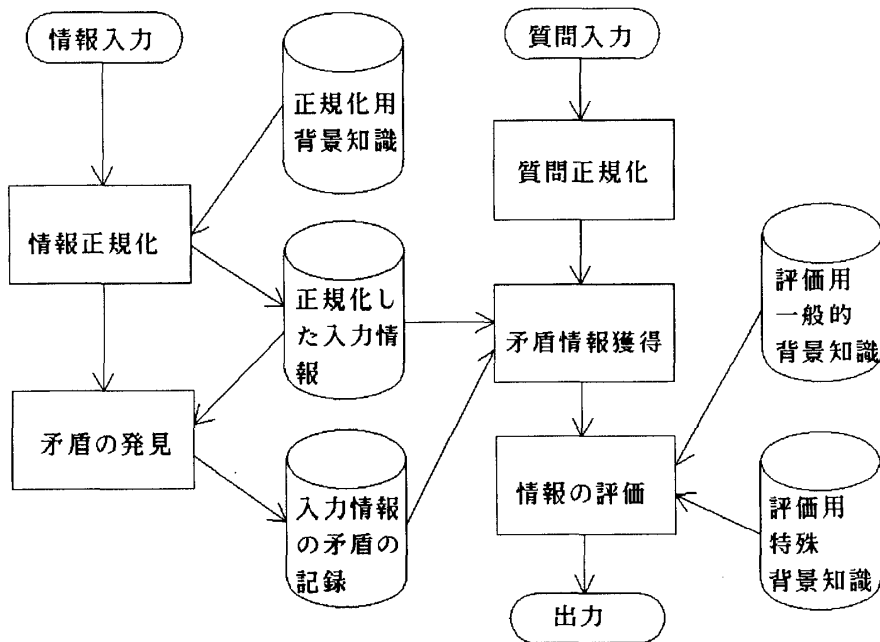 情報入力
正規化用
背景知識
情報正規化
正規化し
た入力情
報
矛盾の発見
入力情報
の矛盾の
記録
質問入力
質問正規化
矛盾情報獲得
情報の評価
出力
評価用
一般的
背景知識
評価用
特殊
背景知識